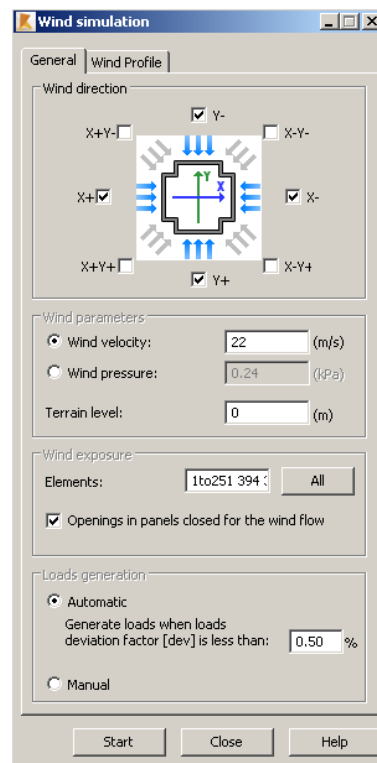 Wind simulation
General Wind Profile
Wind direction
Y-
X+Y- X-Y-
Y
X
X+ X-
X+Y+ X-Y+
Y+
Wind parameters
Wind velocity: 22 (m/s)
Wind pressure: 0.24 (kPa)
Terrain level: 0 (m)
Wind exposure
Elements: 1to251 394 All
Openings in panels closed for the wind flow
Loads generation
Automatic
Generate loads when loads
deviation factor [dev] is less than: 0.50 %
Manual
Start Close Help